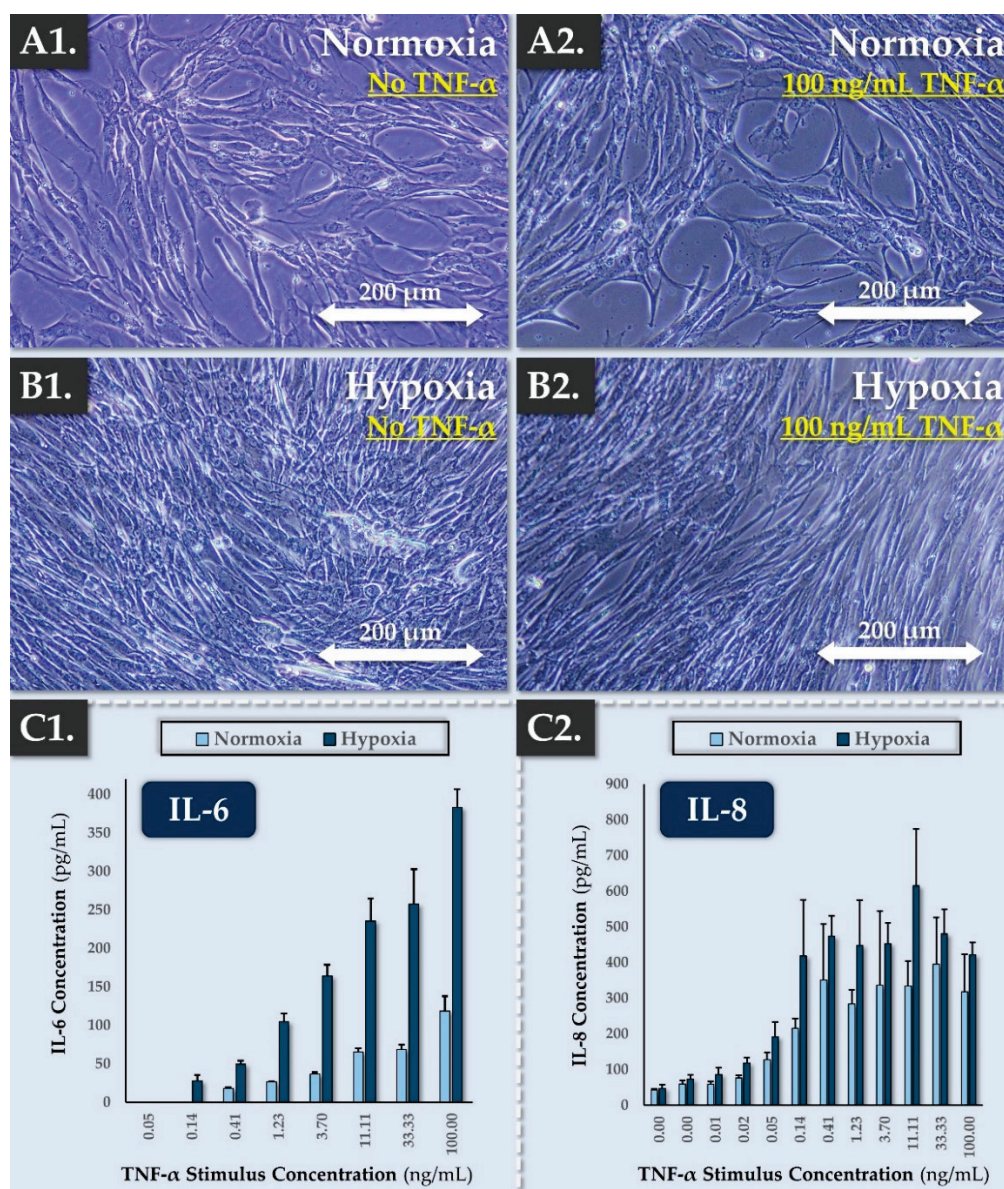 A1.
Normoxia
No TNF-α
200 µm
A2.
Normoxia
100 ng/mL TNF-α
200 µm
B1.
Hypoxia
No TNF-α
200 µm
B2.
Hypoxia
100 ng/mL TNF-α
200 µm
C1.
Normoxia Hypoxia
IL-6
IL-6 Concentration (pg/mL)
400
350
300
250
200
150
100
50
0
0.05 0.14 0.41 1.23 3.70 11.11 33.33 100.00
TNF-α Stimulus Concentration (ng/mL)
C2.
Normoxia Hypoxia
IL-8
IL-8 Concentration (pg/mL)
900
800
700
600
500
400
300
200
100
0
0.00 0.00 0.01 0.02 0.05 0.14 0.41 1.23 3.70 11.11 33.33 100.00
TNF-α Stimulus Concentration (ng/mL)